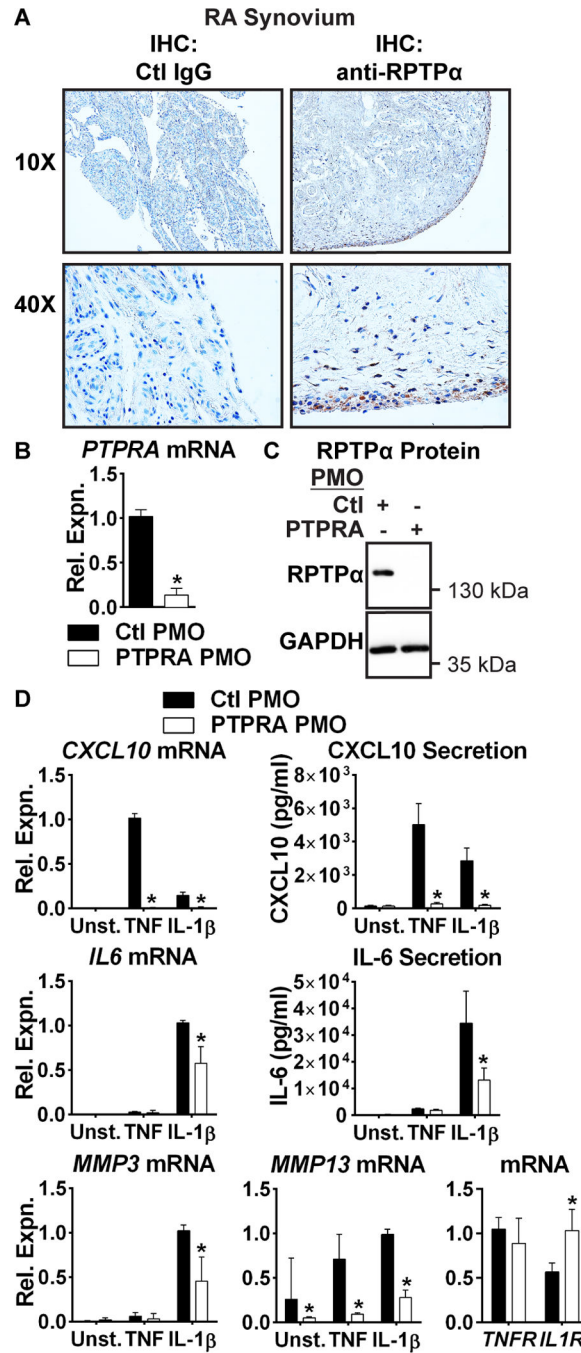 A
RA Synovium
IHC:
Ctl IgG
IHC:
anti-RPTPα
10X
40X
B
PTPRA mRNA
Rel. Expn.
1.5
1.0
0.5
0.0
*
Ctl PMO
PTPRA PMO
C
RPTPα Protein
PMO
Ctl + -
PTPRA - +
RPTPα
130 kDa
GAPDH
35 kDa
D
Ctl PMO
PTPRA PMO
CXCL10 mRNA
Rel. Expn.
1.5
1.0
0.5
0.0
* *
Unst. TNF IL-1β
CXCL10 Secretion
CXCL10 (pg/ml)
8×10³
6×10³
4×10³
2×10³
0
* *
Unst. TNF IL-1β
IL6 mRNA
Rel. Expn.
1.5
1.0
0.5
0.0
*
Unst. TNF IL-1β
IL-6 Secretion
IL-6 (pg/ml)
5×10⁴
4×10⁴
3×10⁴
2×10⁴
1×10⁴
0
*
Unst. TNF IL-1β
MMP3 mRNA
Rel. Expn.
1.5
1.0
0.5
0.0
*
Unst. TNF IL-1β
MMP13 mRNA
1.5
1.0
0.5
0.0
* * *
Unst. TNF IL-1β
mRNA
1.5
1.0
0.5
0.0
*
TNFR IL1R